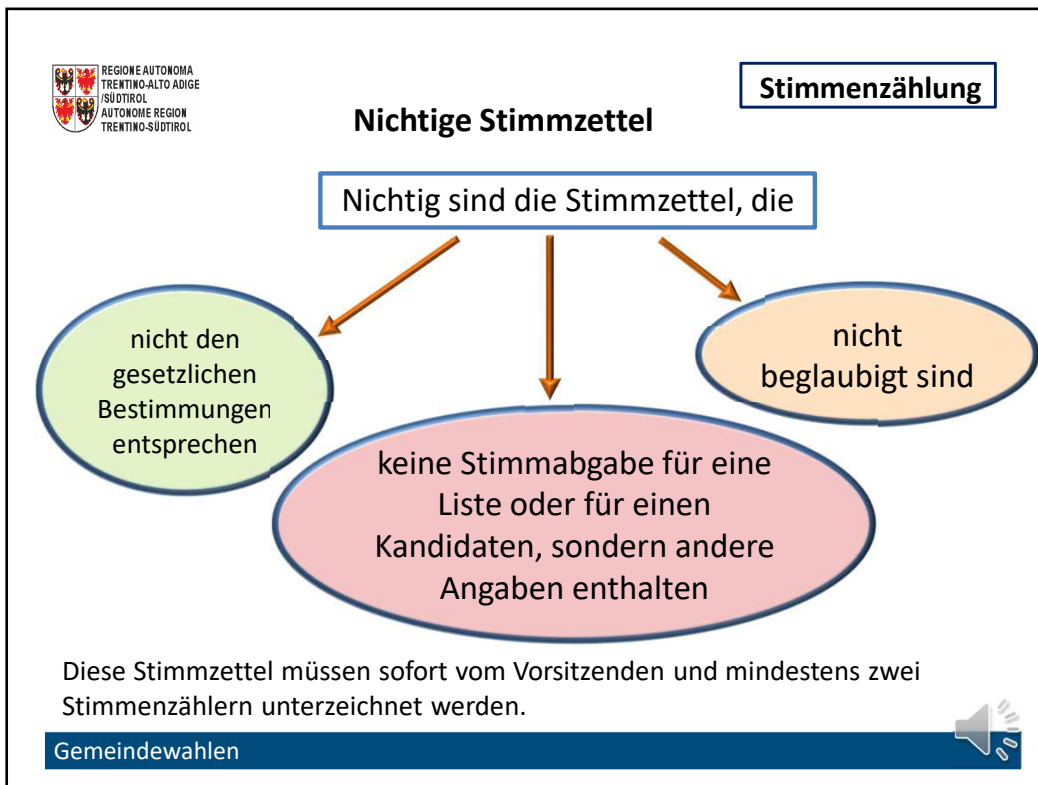 REGIONE AUTONOMA
TRENTINO-ALTO ADIGE
/SÜDTIROL
AUTONOME REGION
TRENTINO-SÜDTIROL
Stimmenzählung
Nichtige Stimmzettel
Nichtig sind die Stimmzettel, die
nicht den
gesetzlichen
Bestimmungen
entsprechen
keine Stimmabgabe für eine
Liste oder für einen
Kandidaten, sondern andere
Angaben enthalten
nicht
beglaubigt sind
Diese Stimmzettel müssen sofort vom Vorsitzenden und mindestens zwei
Stimmenzählern unterzeichnet werden.
Gemeindewahlen